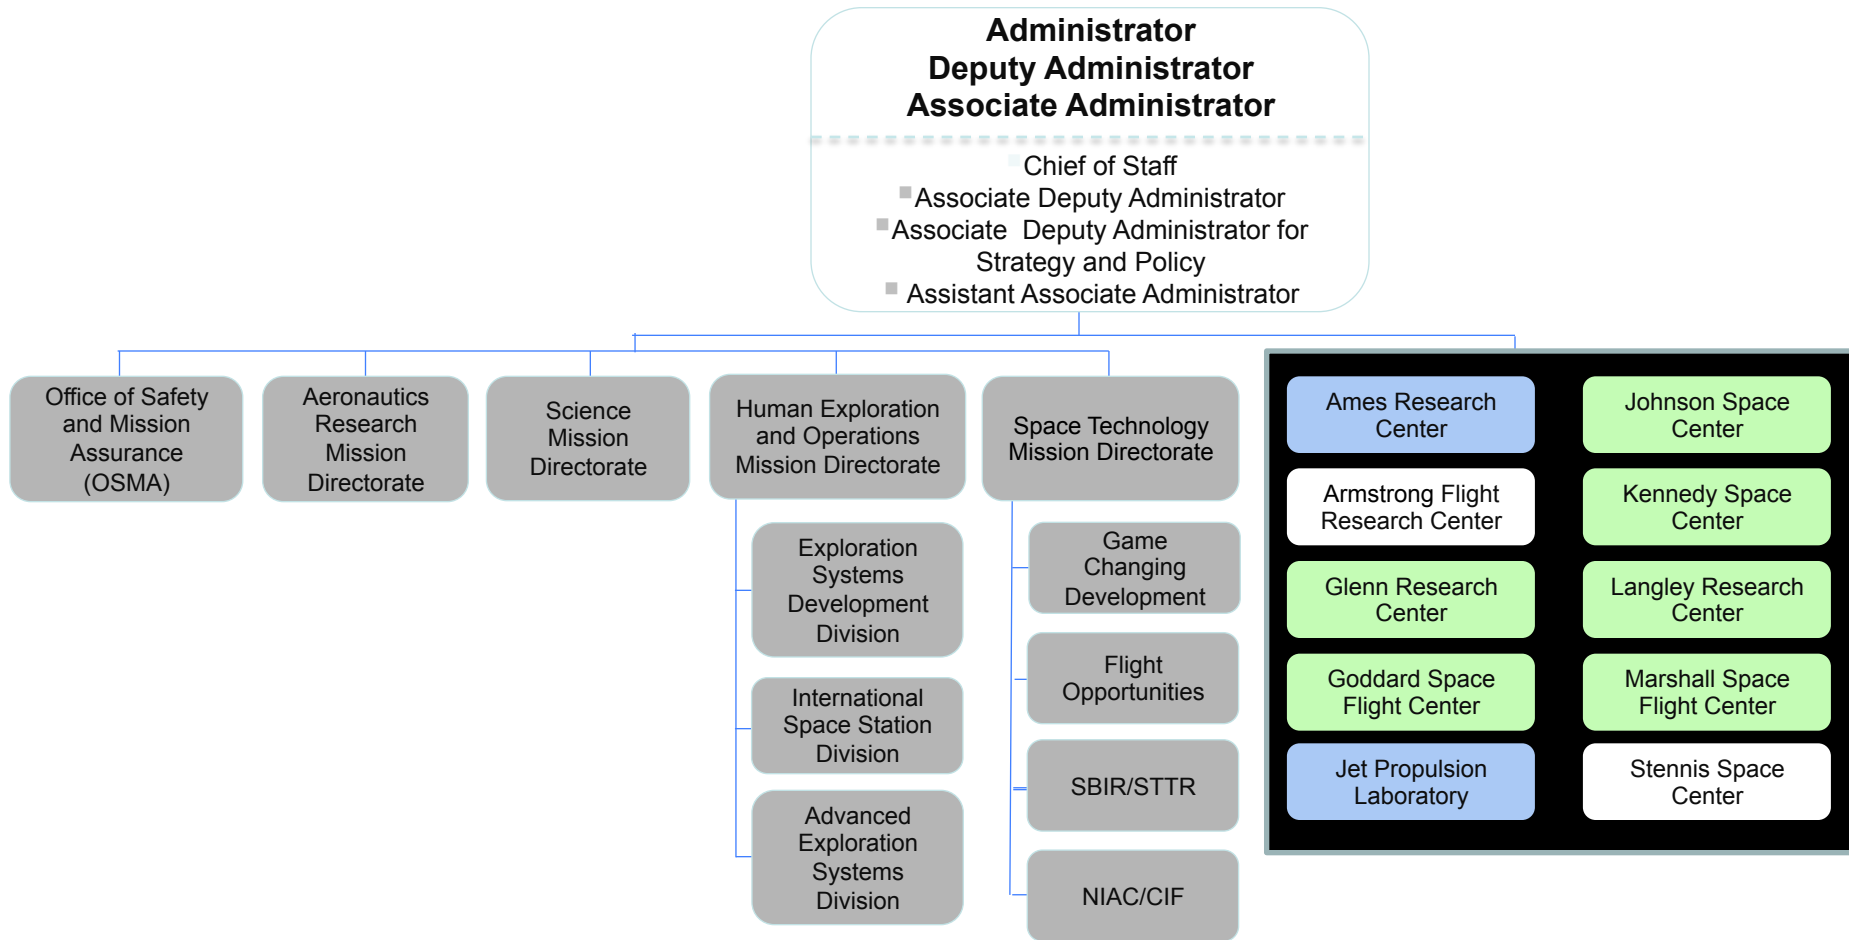 Administrator
Deputy Administrator
Associate Administrator
Chief of Staff
Associate Deputy Administrator
Associate Deputy Administrator for
Strategy and Policy
Assistant Associate Administrator
Office of Safety
and Mission
Assurance
(OSMA)
Aeronautics
Research
Mission
Directorate
Science
Mission
Directorate
Human Exploration
and Operations
Mission Directorate
Space Technology
Mission Directorate
Exploration
Systems
Development
Division
International
Space Station
Division
Advanced
Exploration
Systems
Division
Game
Changing
Development
Flight
Opportunities
SBIR/STTR
NIAC/CIF
Ames Research
Center
Johnson Space
Center
Armstrong Flight
Research Center
Kennedy Space
Center
Glenn Research
Center
Langley Research
Center
Goddard Space
Flight Center
Marshall Space
Flight Center
Jet Propulsion
Laboratory
Stennis Space
Center